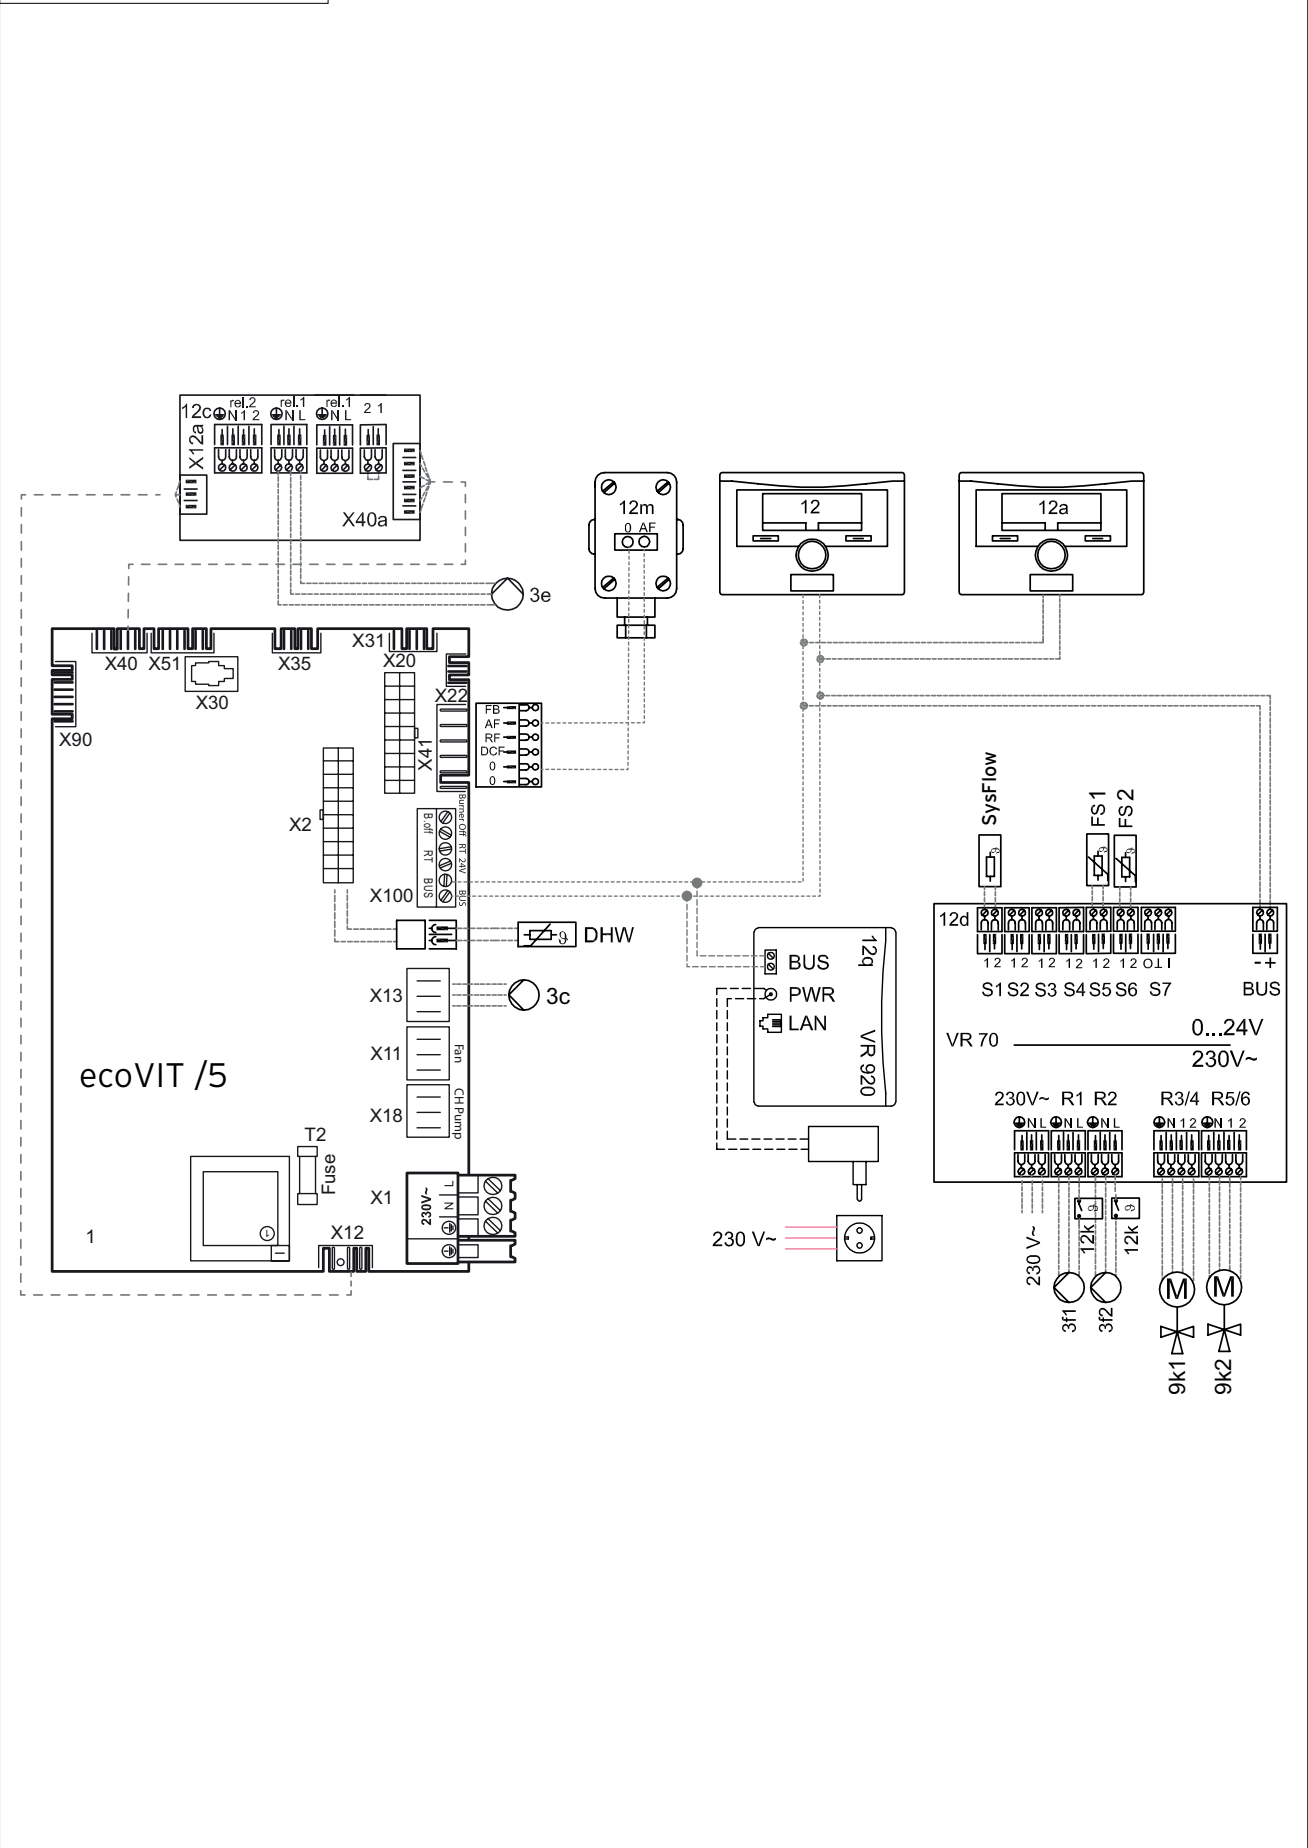 12c
rel.2
N 1 2
rel.1
N L
rel.1
N L
2 1
X12a
X40a
3e
12m
0 AF
12
12a
X40
X51
X35
X31
X20
X30
X22
X90
X41
FB
AF
RF
DCF
0
0
X2
X100
B.off
RT
BUS
Burner Off
RT 24V
BUS
DHW
X13
3c
X11
Fan
X18
CH Pump
ecoVIT /5
T2
Fuse
X1
230V~
L
N
X12
1
12q
BUS
PWR
LAN
VR 920
230 V~
SysFlow
FS 1
FS 2
12d
1 2 1 2 1 2 1 2 1 2 1 2 O T I
S1 S2 S3 S4 S5 S6 S7
- +
BUS
VR 70
0...24V
230V~
230V~ R1 R2 R3/4 R5/6
N L N L N L N 1 2 N 1 2
230 V~
12k
12k
3f1
3f2
M
M
9k1
9k2